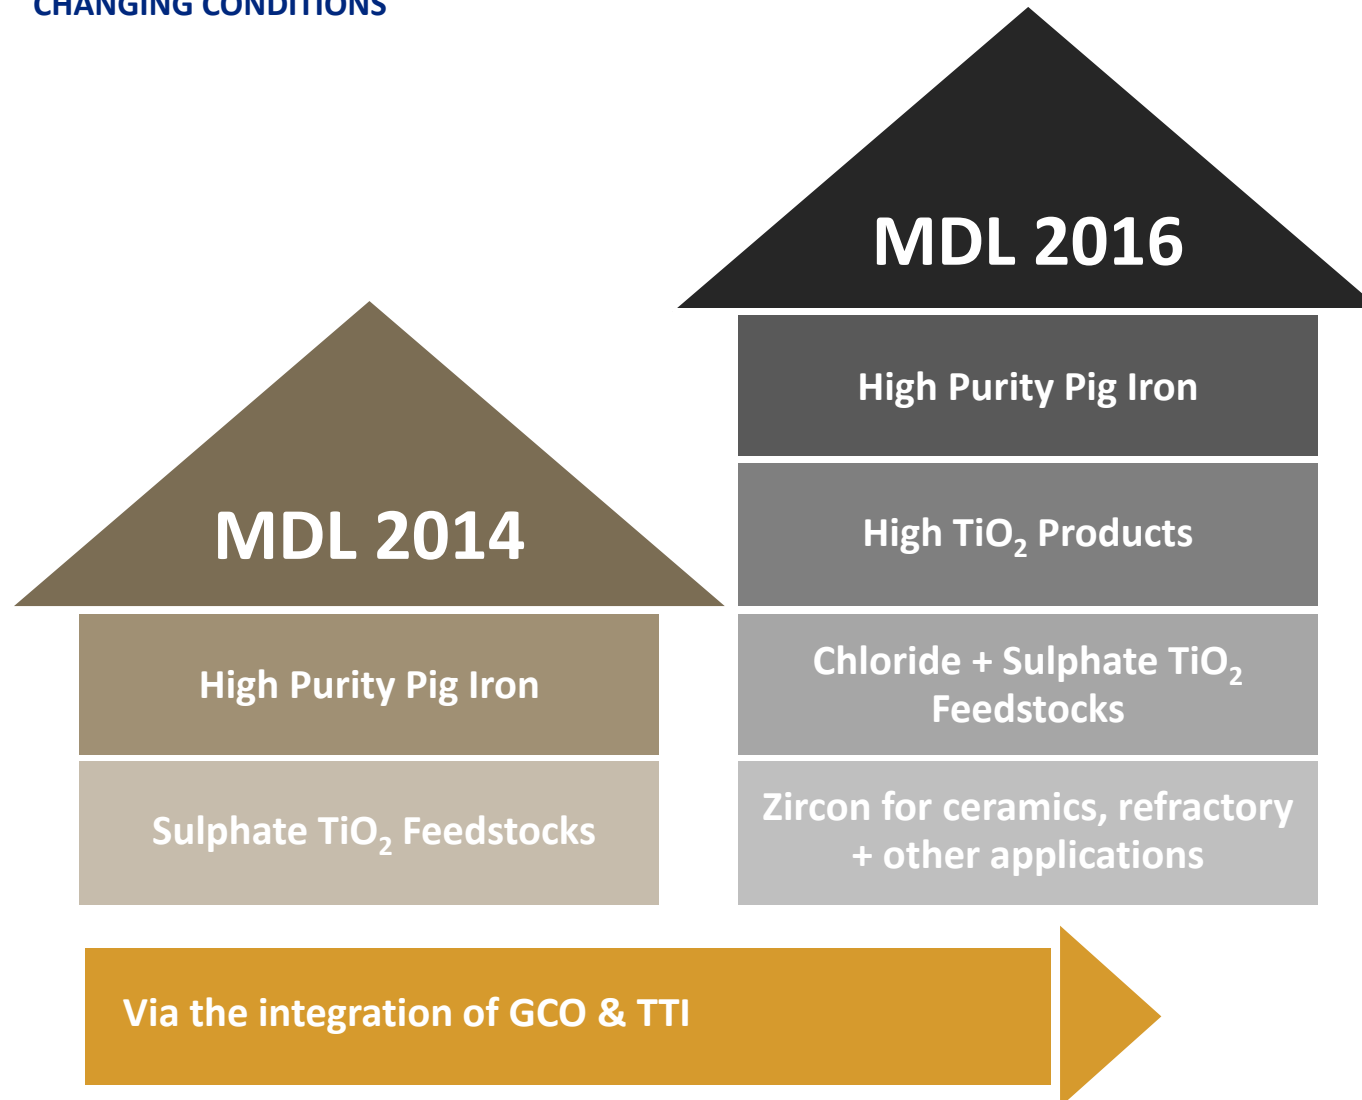 CHANGING CONDITIONS
MDL 2014
High Purity Pig Iron
Sulphate TiO₂ Feedstocks
MDL 2016
High Purity Pig Iron
High TiO₂ Products
Chloride + Sulphate TiO₂
Feedstocks
Zircon for ceramics, refractory
+ other applications
Via the integration of GCO & TTI